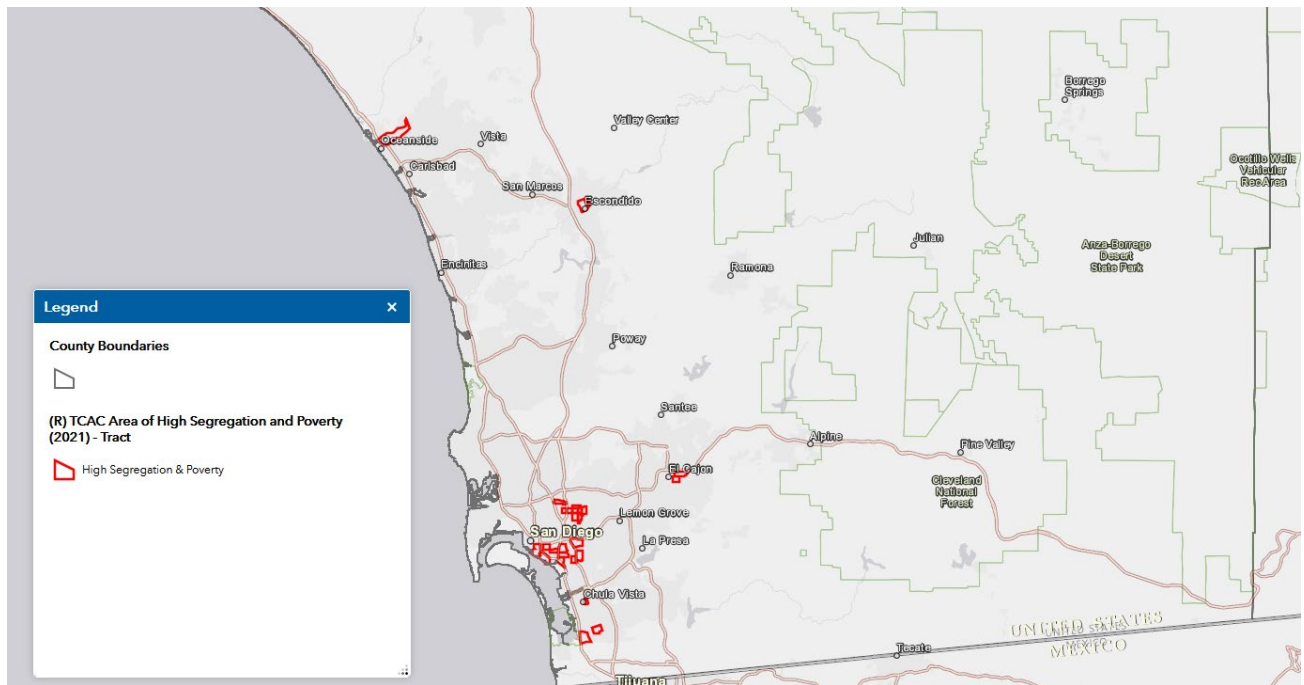 Borrego
Springs
Valley Center
Oceanside
Vista
Carlsbad
Ocotillo Wells
Vehicular
Rec Area
San Marcos
Escondido
Julian
Anza-Borrego
Desert
State Park
Encinitas
Ramona
Legend
×
County Boundaries
(R) TCAC Area of High Segregation and Poverty
(2021) - Tract
High Segregation & Poverty
Poway
Santee
Alpine
Pine Valley
El Cajon
Cleveland
National
Forest
Lemon Grove
San Diego
La Presa
Chula Vista
UNITED STATES
MEXICO
UNITED STATES
MEXICO
Tecate
Tijuana